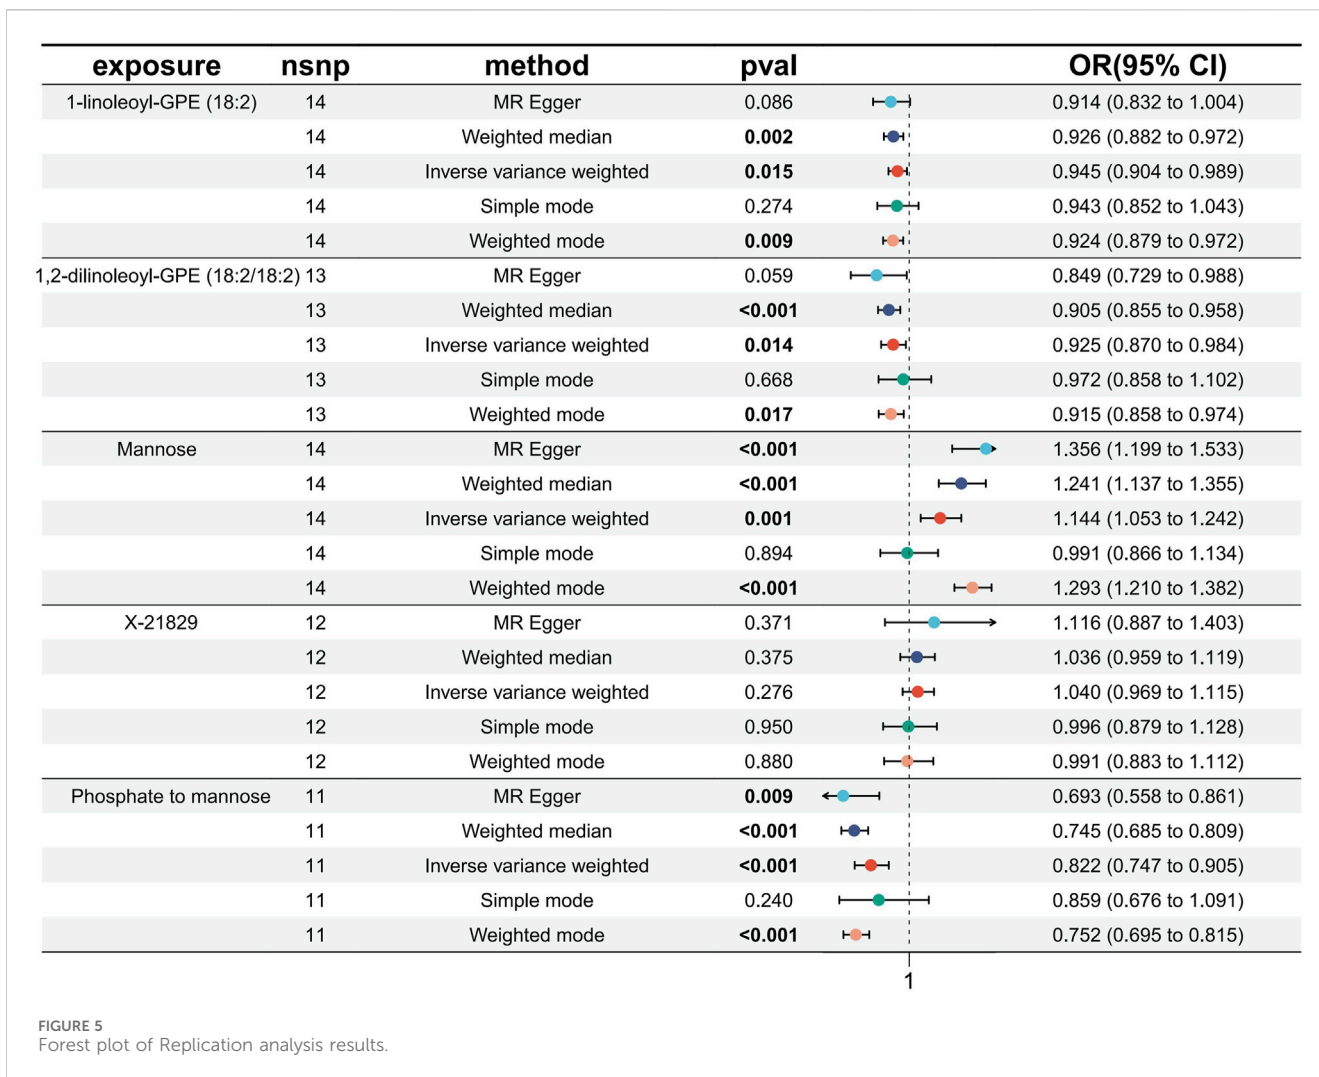 exposure nsnp method pval OR(95% CI)
1-linoleoyl-GPE (18:2) 14 MR Egger 0.086 0.914 (0.832 to 1.004)
14 Weighted median 0.002 0.926 (0.882 to 0.972)
14 Inverse variance weighted 0.015 0.945 (0.904 to 0.989)
14 Simple mode 0.274 0.943 (0.852 to 1.043)
14 Weighted mode 0.009 0.924 (0.879 to 0.972)
1,2-dilinoleoyl-GPE (18:2/18:2) 13 MR Egger 0.059 0.849 (0.729 to 0.988)
13 Weighted median <0.001 0.905 (0.855 to 0.958)
13 Inverse variance weighted 0.014 0.925 (0.870 to 0.984)
13 Simple mode 0.668 0.972 (0.858 to 1.102)
13 Weighted mode 0.017 0.915 (0.858 to 0.974)
Mannose 14 MR Egger <0.001 1.356 (1.199 to 1.533)
14 Weighted median <0.001 1.241 (1.137 to 1.355)
14 Inverse variance weighted 0.001 1.144 (1.053 to 1.242)
14 Simple mode 0.894 0.991 (0.866 to 1.134)
14 Weighted mode <0.001 1.293 (1.210 to 1.382)
X-21829 12 MR Egger 0.371 1.116 (0.887 to 1.403)
12 Weighted median 0.375 1.036 (0.959 to 1.119)
12 Inverse variance weighted 0.276 1.040 (0.969 to 1.115)
12 Simple mode 0.950 0.996 (0.879 to 1.128)
12 Weighted mode 0.880 0.991 (0.883 to 1.112)
Phosphate to mannose 11 MR Egger 0.009 0.693 (0.558 to 0.861)
11 Weighted median <0.001 0.745 (0.685 to 0.809)
11 Inverse variance weighted <0.001 0.822 (0.747 to 0.905)
11 Simple mode 0.240 0.859 (0.676 to 1.091)
11 Weighted mode <0.001 0.752 (0.695 to 0.815)
1
FIGURE 5
Forest plot of Replication analysis results.